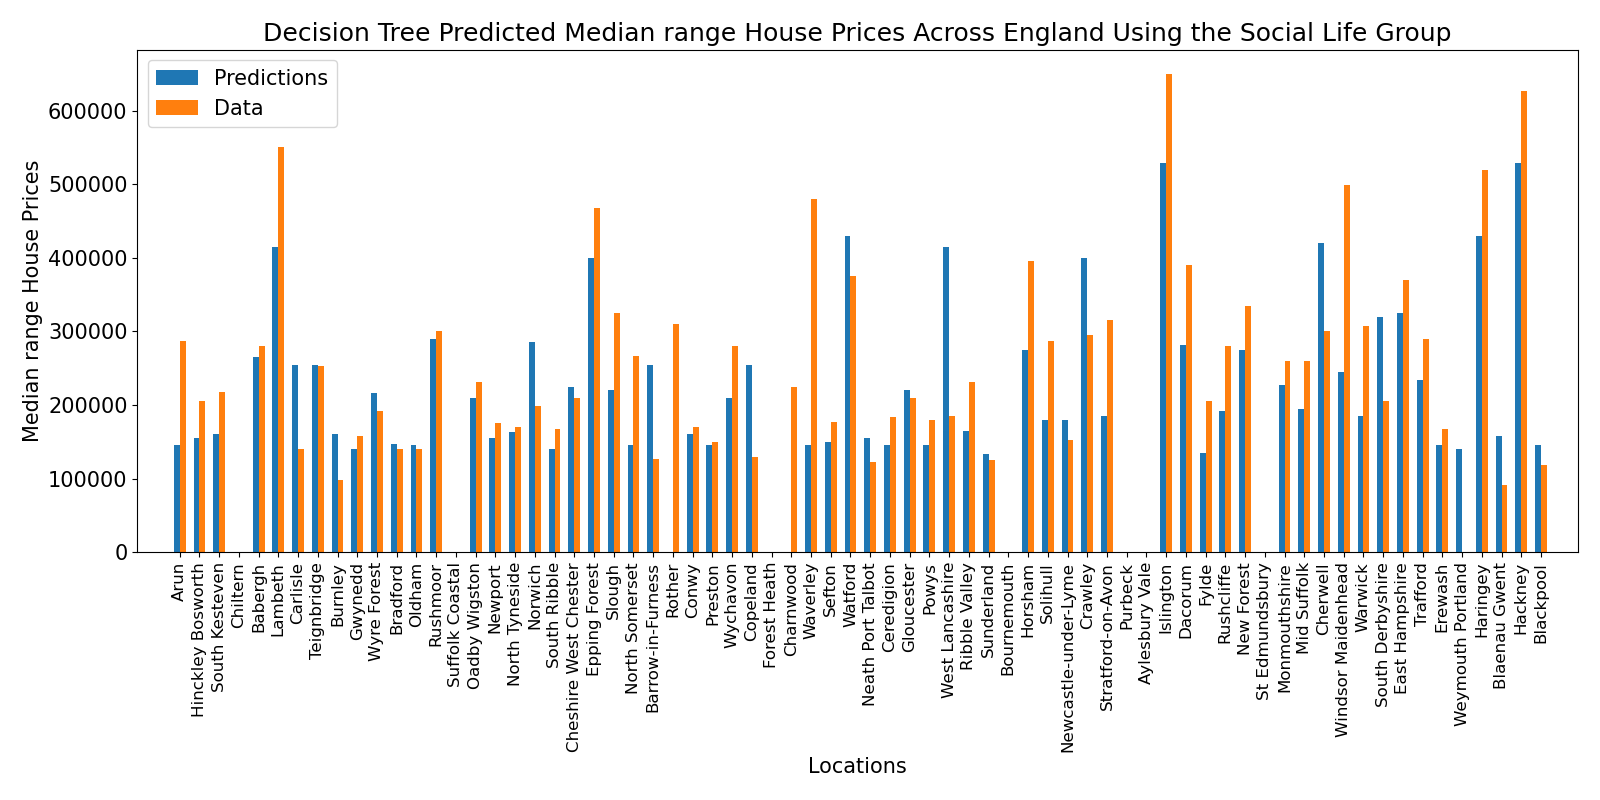 Decision Tree Predicted Median range House Prices Across England Using the Social Life Group
Predictions
Data
Median range House Prices
600000
500000
400000
300000
200000
100000
0
Arun
Hinckley Bosworth
South Kesteven
Chiltern
Babergh
Lambeth
Carlisle
Teignbridge
Burnley
Gwynedd
Wyre Forest
Bradford
Oldham
Rushmoor
Suffolk Coastal
Oadby Wigston
Newport
North Tyneside
Norwich
South Ribble
Cheshire West Chester
Epping Forest
Slough
North Somerset
Barrow-in-Furness
Rother
Conwy
Preston
Wychavon
Copeland
Forest Heath
Charnwood
Waverley
Sefton
Watford
Neath Port Talbot
Ceredigion
Gloucester
Powys
West Lancashire
Ribble Valley
Sunderland
Bournemouth
Horsham
Solihull
Newcastle-under-Lyme
Crawley
Stratford-on-Avon
Purbeck
Aylesbury Vale
Islington
Dacorum
Fylde
Rushcliffe
New Forest
St Edmundsbury
Monmouthshire
Mid Suffolk
Cherwell
Windsor Maidenhead
Warwick
South Derbyshire
East Hampshire
Trafford
Erewash
Weymouth Portland
Haringey
Blaenau Gwent
Hackney
Blackpool
Locations